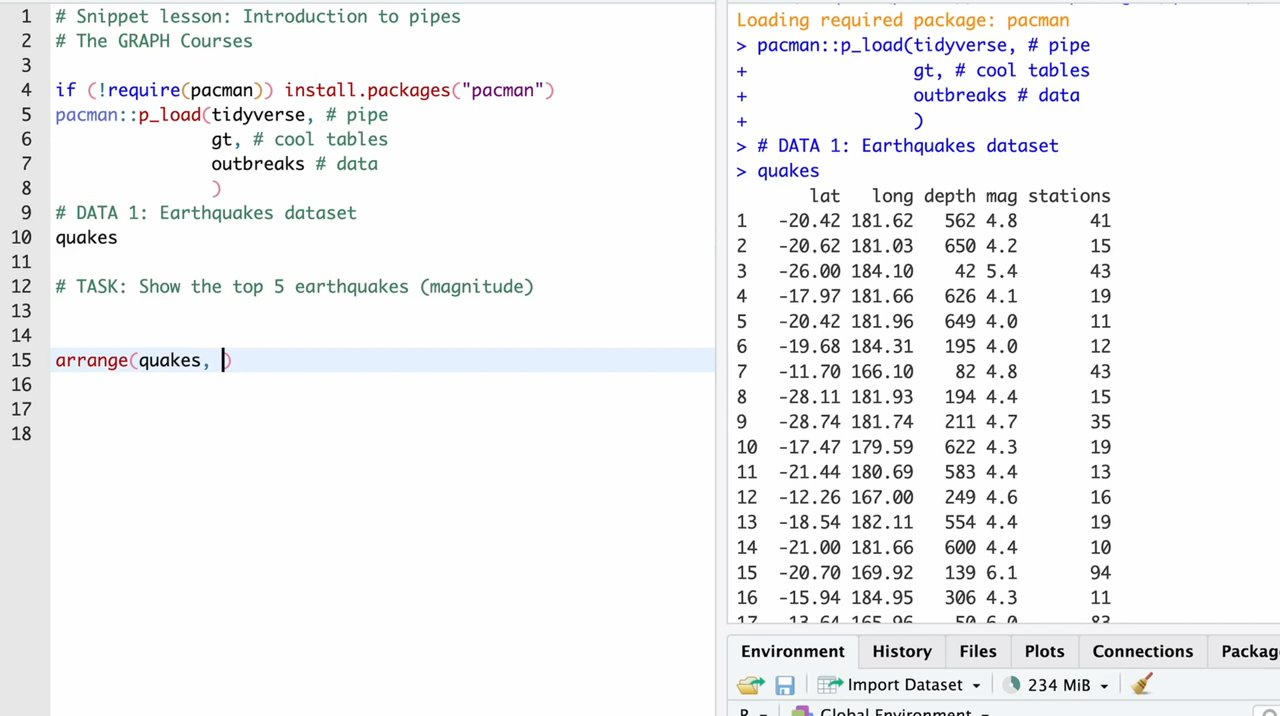 1 # Snippet lesson: Introduction to pipes
2 # The GRAPH Courses
3
4 if (!require(pacman)) install.packages("pacman")
5 pacman::p_load(tidyverse, # pipe
6 gt, # cool tables
7 outbreaks # data
8 )
9 # DATA 1: Earthquakes dataset
10 quakes
11
12 # TASK: Show the top 5 earthquakes (magnitude)
13
14
15 arrange(quakes, )
16
17
18
Loading required package: pacman
> pacman::p_load(tidyverse, # pipe
+ gt, # cool tables
+ outbreaks # data
+ )
> # DATA 1: Earthquakes dataset
> quakes
lat long depth mag stations
1 -20.42 181.62 562 4.8 41
2 -20.62 181.03 650 4.2 15
3 -26.00 184.10 42 5.4 43
4 -17.97 181.66 626 4.1 19
5 -20.42 181.96 649 4.0 11
6 -19.68 184.31 195 4.0 12
7 -11.70 166.10 82 4.8 43
8 -28.11 181.93 194 4.4 15
9 -28.74 181.74 211 4.7 35
10 -17.47 179.59 622 4.3 19
11 -21.44 180.69 583 4.4 13
12 -12.26 167.00 249 4.6 16
13 -18.54 182.11 554 4.4 19
14 -21.00 181.66 600 4.4 10
15 -20.70 169.92 139 6.1 94
16 -15.94 184.95 306 4.3 11
17 -13.64 165.96 50 6.0 83
Environment History Files Plots Connections Packag
Import Dataset 234 MiB
R Global Environment